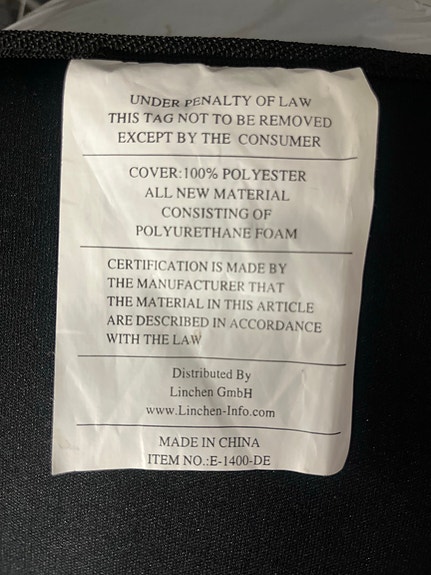 UNDER PENALTY OF LAW
THIS TAG NOT TO BE REMOVED
EXCEPT BY THE CONSUMER
COVER:100% POLYESTER
ALL NEW MATERIAL
CONSISTING OF
POLYURETHANE FOAM
CERTIFICATION IS MADE BY
THE MANUFACTURER THAT
THE MATERIAL IN THIS ARTICLE
ARE DESCRIBED IN ACCORDANCE
WITH THE LAW
Distributed By
Linchen GmbH
www.Linchen-Info.com
MADE IN CHINA
ITEM NO.:E-1400-DE